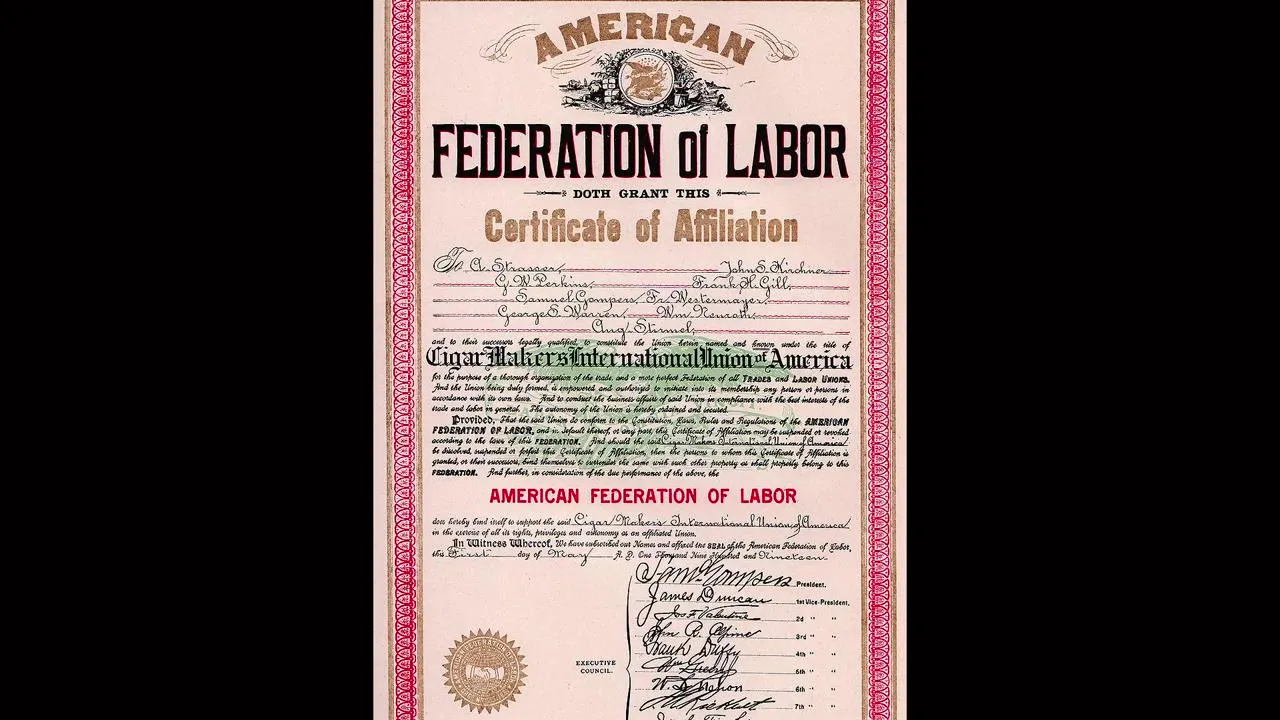 AMERICAN
FEDERATION of LABOR
DOTH GRANT THIS
Certificate of Affiliation
To A. Strasser, John S. Kirchner,
G. W. Perkins, Frank H. Gill,
Samuel Gompers, Fr. Westermayer,
George S. Warren, Wm. Neuroth,
Aug. Strimel,
and to their successors legally qualified, to constitute the Union herein named and known under the title of
Cigar Makers International Union of America
for the purpose of a thorough organization of the trade, and a more perfect Federation of all TRADES and LABOR UNIONS.
And the Union being duly formed, is empowered and authorized to initiate into its membership any person or persons in
accordance with its own laws. And to conduct the business affairs of said Union in compliance with the best interests of the
trade and labor in general. The autonomy of the Union is hereby ordained and secured.
Provided, That the said Union do conform to the Constitution, Laws, Rules and Regulations of the AMERICAN
FEDERATION OF LABOR, and in default thereof, or any part, this Certificate of Affiliation may be suspended or revoked
according to the laws of this FEDERATION. And should the said Cigar Makers International Union of America
be dissolved, suspended or forfeit this Certificate of Affiliation, then the persons to whom this Certificate of Affiliation is
granted, or their successors, bind themselves to surrender the same with such other property as shall properly belong to this
FEDERATION. And further, in consideration of the due performance of the above, the
AMERICAN FEDERATION OF LABOR
does hereby bind itself to support the said Cigar Makers International Union of America
in the exercise of all its rights, privileges and autonomy as an affiliated Union.
In Witness Whereof, We have subscribed our Names and affixed the SEAL of the American Federation of Labor,
this First day of May A. D. One Thousand Nine Hundred and Nineteen
Saml Gompers President.
James Duncan 1st Vice-President.
Jos. F. Valentine 2d " "
John R. Alpine 3rd " "
Frank Duffy 4th " "
EXECUTIVE
COUNCIL.
Wm Green 5th " "
W. D. Mahon 6th " "
7th " "